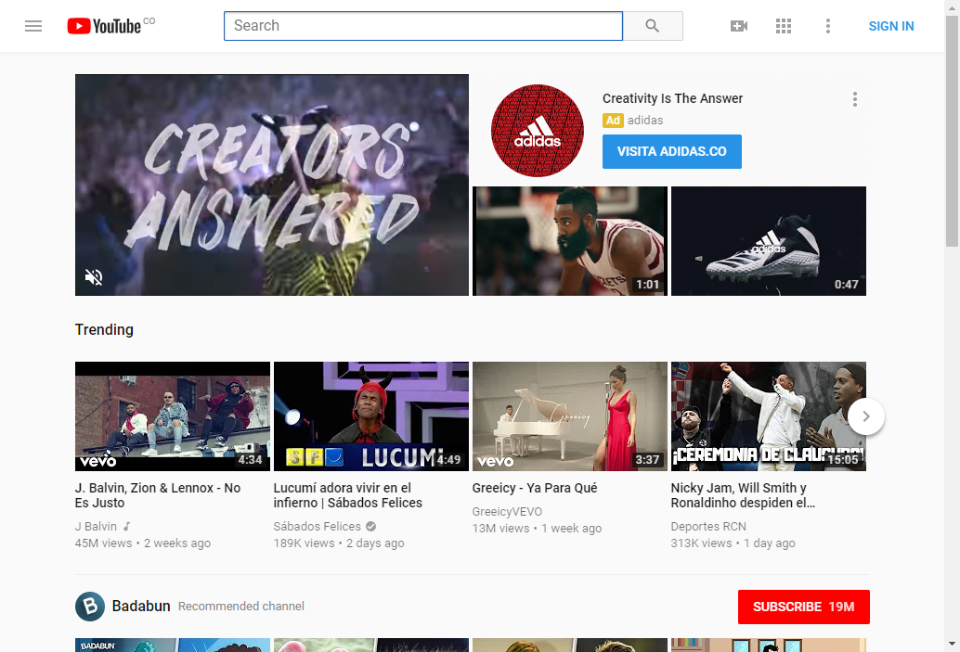 YouTube CO
Search
SIGN IN
CREATORS
ANSWERED
adidas
Creativity Is The Answer
Ad adidas
VISITA ADIDAS.CO
1:01
adidas
0:47
Trending
vevo 4:34
SFS LUCUMÍ 4:49
Greeicy
vevo 3:37
¡CEREMONIA DE CLAUSURA!
15:05
J. Balvin, Zion & Lennox - No
Es Justo
J Balvin
45M views • 2 weeks ago
Lucumí adora vivir en el
infierno | Sábados Felices
Sábados Felices
189K views • 2 days ago
Greeicy - Ya Para Qué
GreeicyVEVO
13M views • 1 week ago
Nicky Jam, Will Smith y
Ronaldinho despiden el...
Deportes RCN
313K views • 1 day ago
B Badabun Recommended channel
SUBSCRIBE 19M
BADABUN